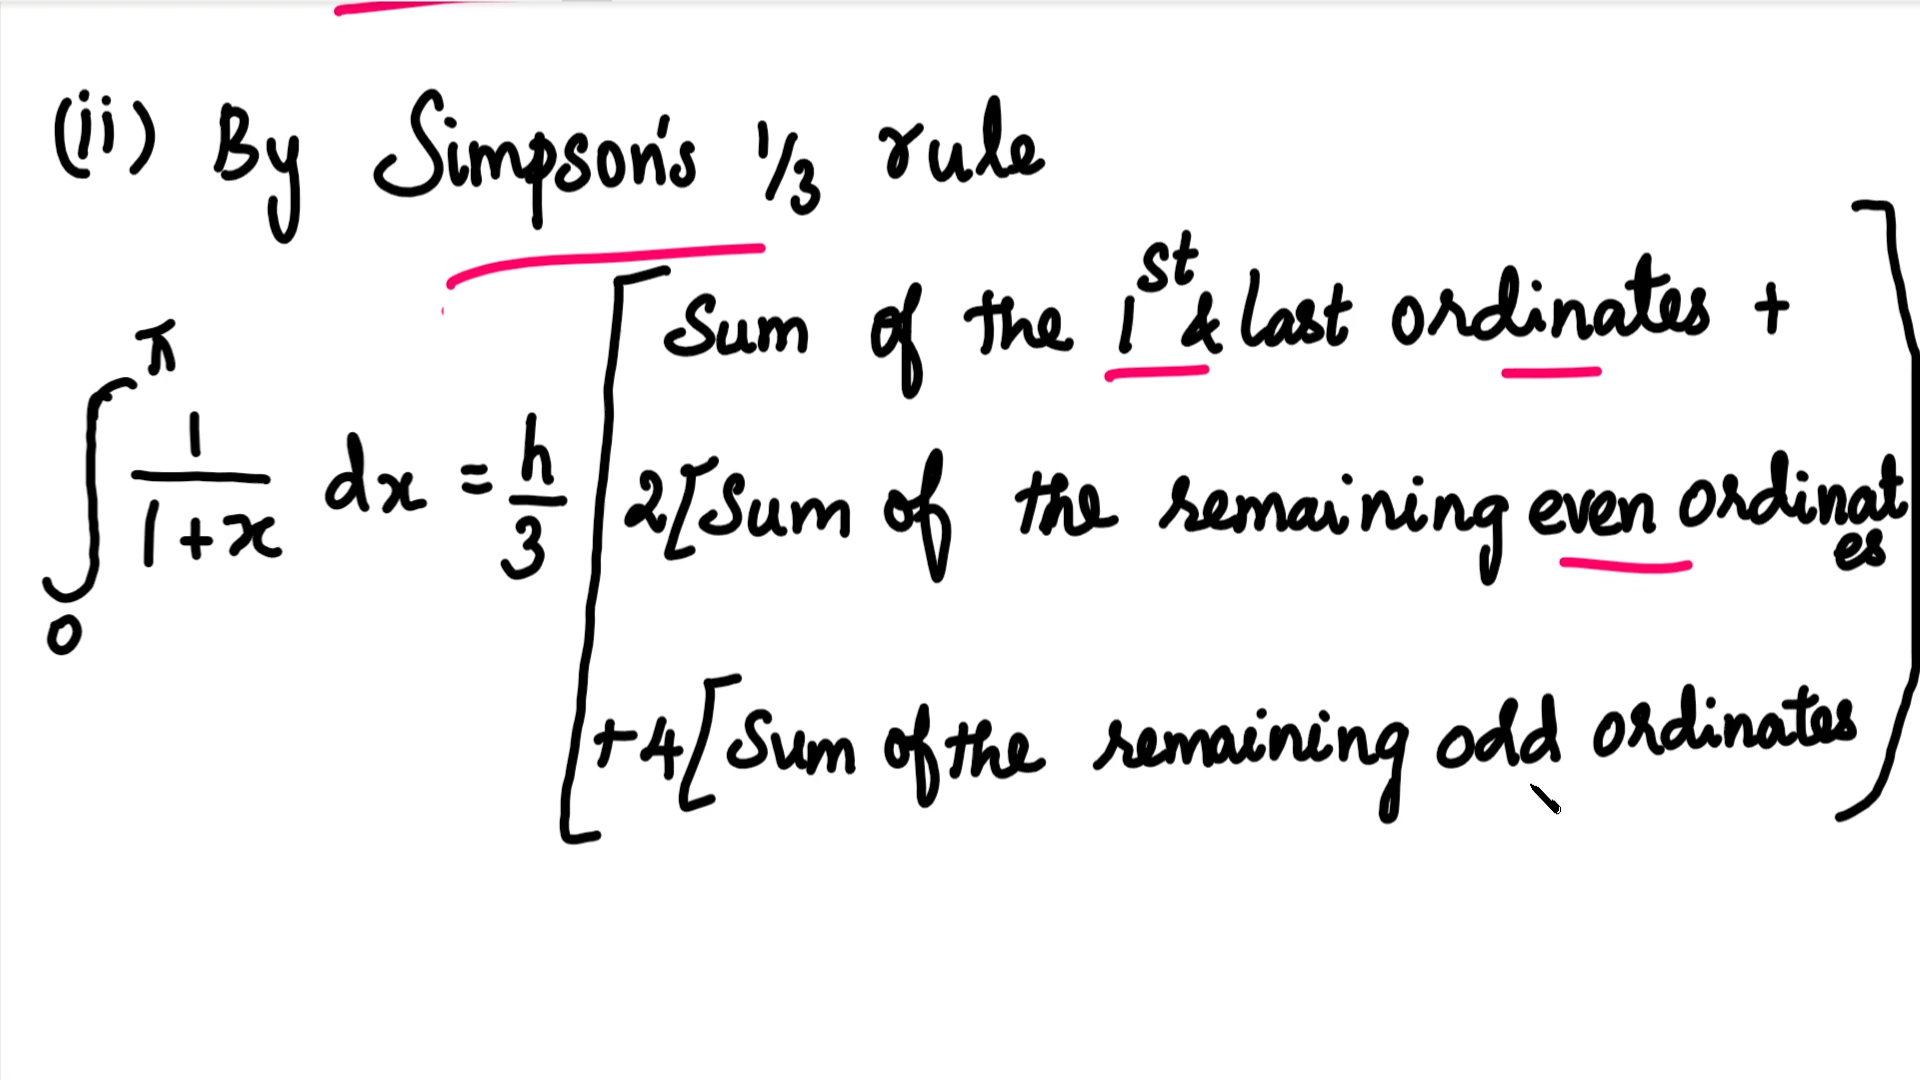 (ii) By Simpson's 1/3 rule
∫₀^π 1/(1+x) dx = h/3 [Sum of the 1st & last ordinates +
2[Sum of the remaining even ordinates
+4[Sum of the remaining odd ordinates]